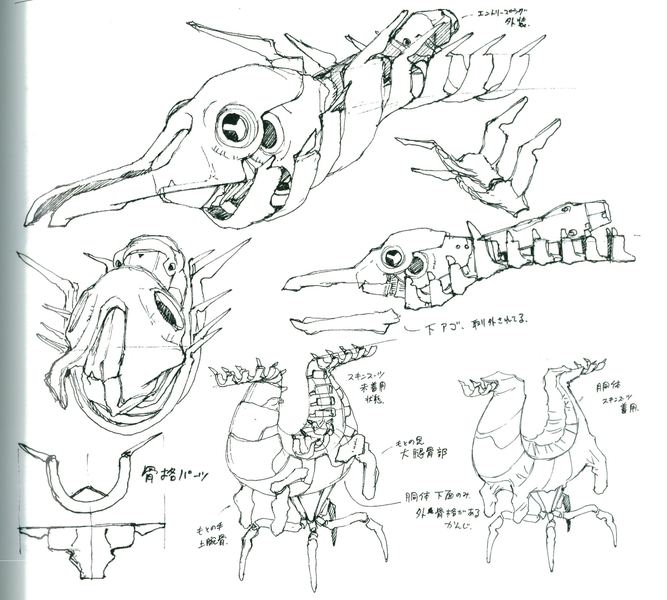 エントリープラグ
外装.
下アゴ、取り外されてる.
スキンスーツ
未着用
状態.
胴体
スキンスーツ
着用.
もとの足
大腿骨部
骨格パーツ
胴体 下面のみ
外骨格がある
かんじ.
もとの手
上腕骨.